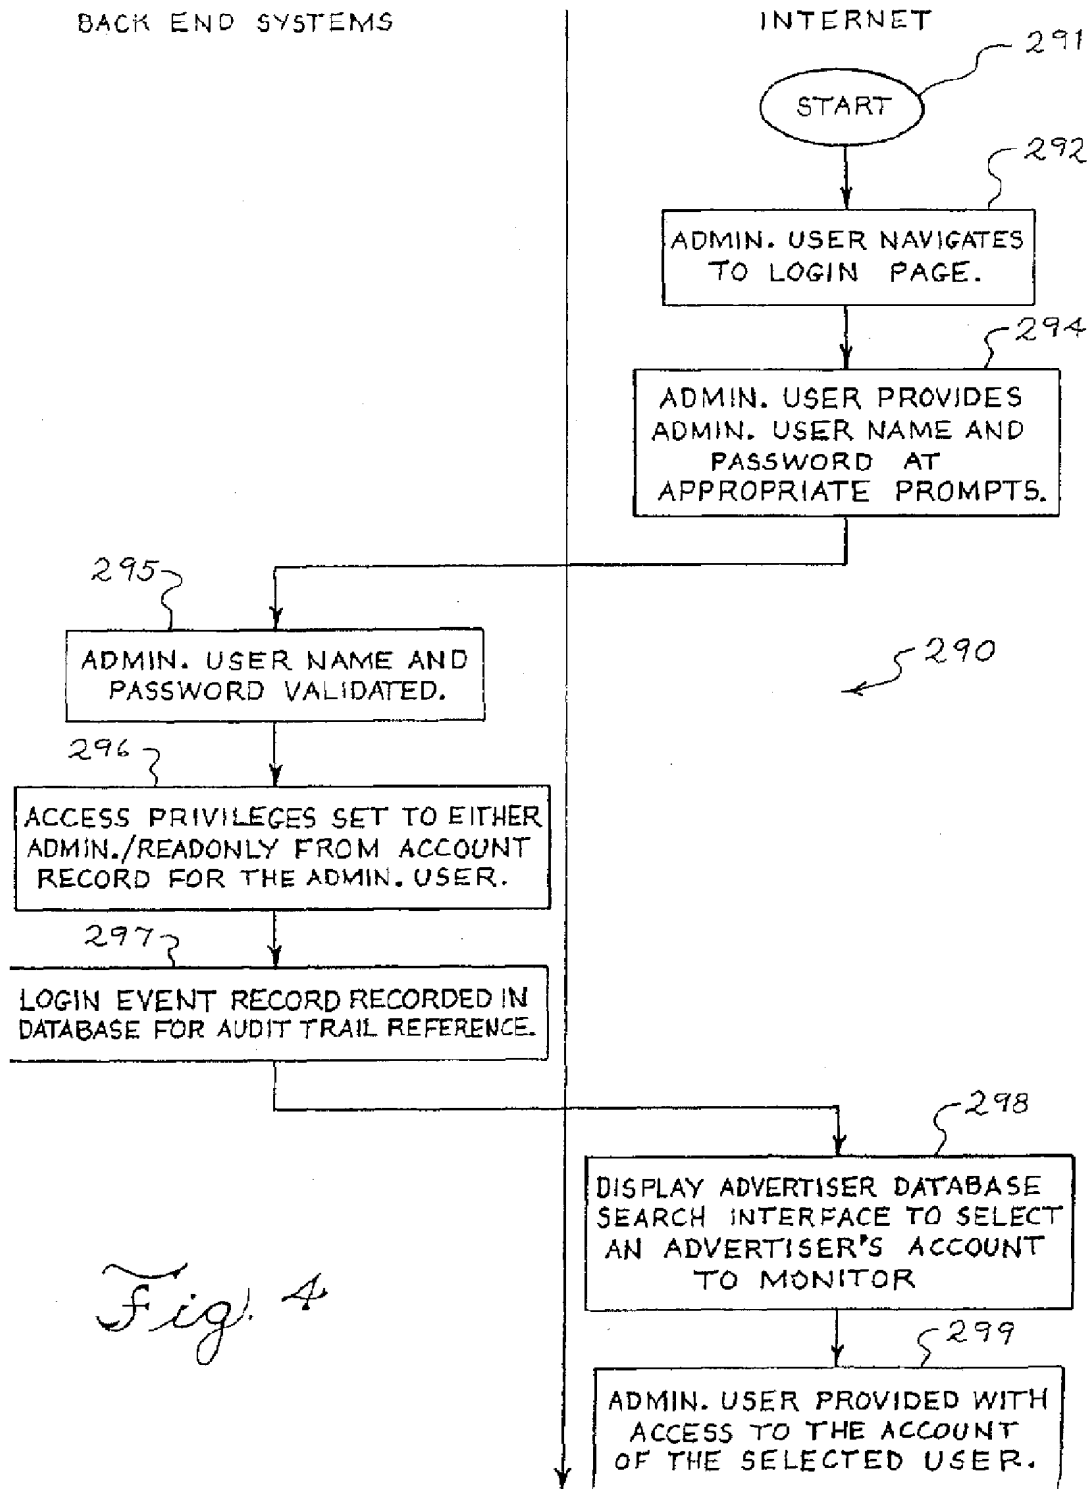 BACK END SYSTEMS
INTERNET
291
START
292
ADMIN. USER NAVIGATES
TO LOGIN PAGE.
294
ADMIN. USER PROVIDES
ADMIN. USER NAME AND
PASSWORD AT
APPROPRIATE PROMPTS.
295
ADMIN. USER NAME AND
PASSWORD VALIDATED.
290
296
ACCESS PRIVILEGES SET TO EITHER
ADMIN./READONLY FROM ACCOUNT
RECORD FOR THE ADMIN. USER.
297
LOGIN EVENT RECORD RECORDED IN
DATABASE FOR AUDIT TRAIL REFERENCE.
298
DISPLAY ADVERTISER DATABASE
SEARCH INTERFACE TO SELECT
AN ADVERTISER'S ACCOUNT
TO MONITOR
299
ADMIN. USER PROVIDED WITH
ACCESS TO THE ACCOUNT
OF THE SELECTED USER.
Fig. 4